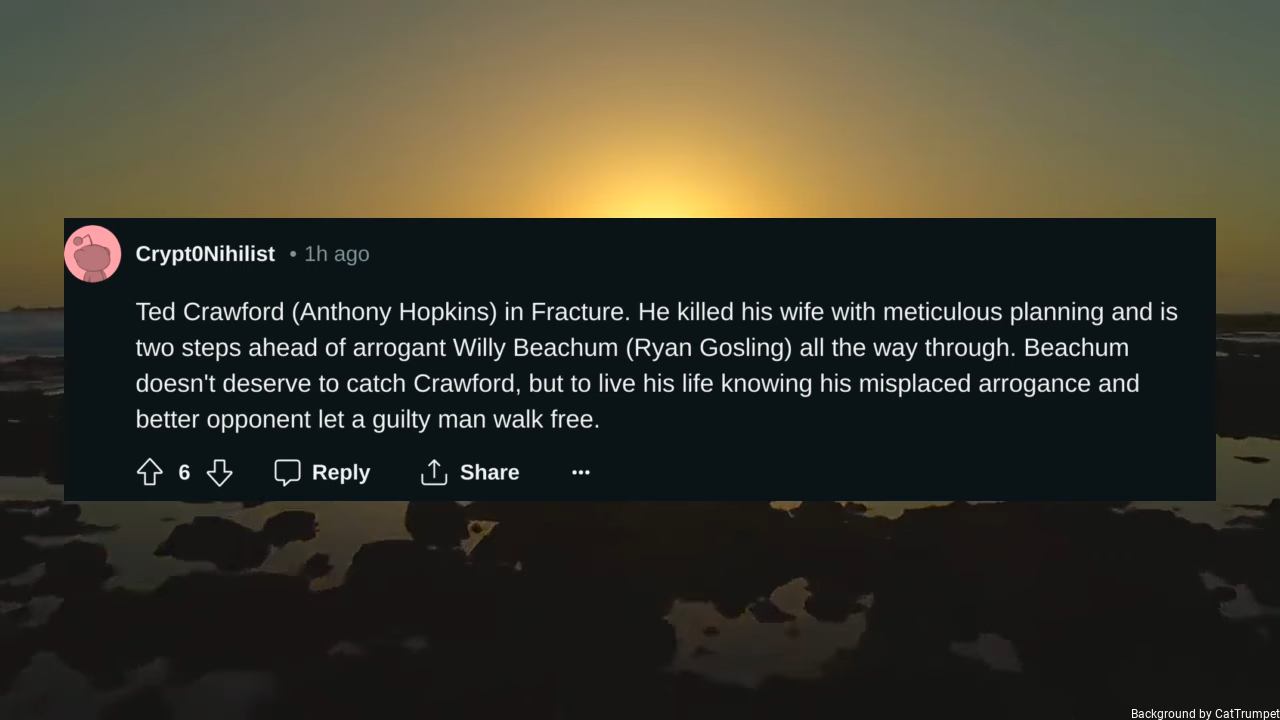 Crypt0Nihilist • 1h ago
Ted Crawford (Anthony Hopkins) in Fracture. He killed his wife with meticulous planning and is
two steps ahead of arrogant Willy Beachum (Ryan Gosling) all the way through. Beachum
doesn't deserve to catch Crawford, but to live his life knowing his misplaced arrogance and
better opponent let a guilty man walk free.
6 Reply Share ···
Background by CatTrumpet